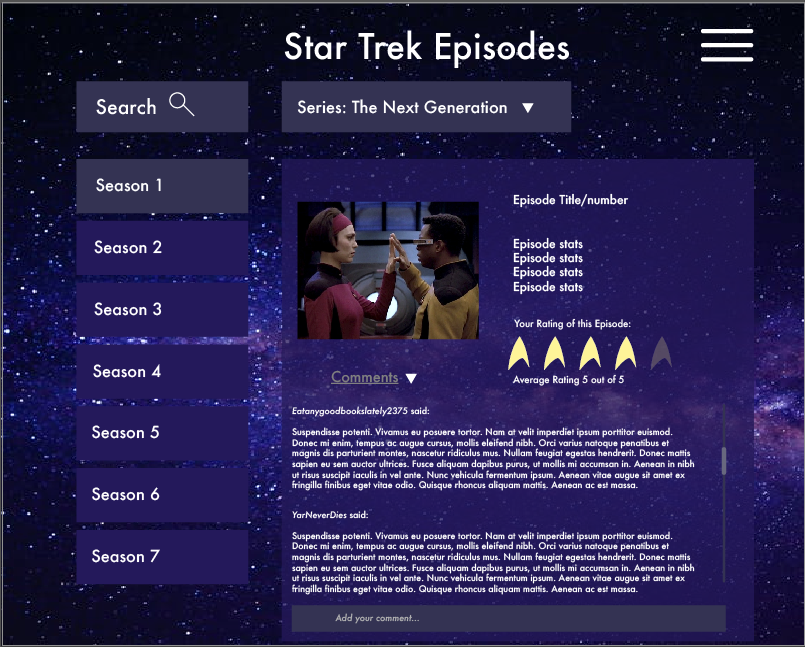 Star Trek Episodes
Search
Series: The Next Generation ▼
Season 1
Season 2
Season 3
Season 4
Season 5
Season 6
Season 7
Episode Title/number
Episode stats
Episode stats
Episode stats
Episode stats
Your Rating of this Episode:
Average Rating 5 out of 5
Comments ▼
Eatanygoodbookslately2375 said:
Suspendisse potenti. Vivamus eu posuere tortor. Nam at velit imperdiet ipsum porttitor euismod.
Donec mi enim, tempus ac augue cursus, mollis eleifend nibh. Orci varius natoque penatibus et
magnis dis parturient montes, nascetur ridiculus mus. Nullam feugiat egestas hendrerit. Duis mattis
sapien eu sem auctor ultrices. Fusce aliquam dapibus purus, ut mollis mi accumsan in. Aenean in nibh
ut risus suscipit iaculis in vel ante. Nunc vehicula fermentum ipsum. Aenean vitae augue sit amet ex
fringilla finibus eget vitae odio. Quisque rhoncus aliquam massa. Aenean ac est massa.
YarNeverDies said:
Suspendisse potenti. Vivamus eu posuere tortor. Nam at velit imperdiet ipsum porttitor euismod.
Donec mi enim, tempus ac augue cursus, mollis eleifend nibh. Orci varius natoque penatibus et
magnis dis parturient montes, nascetur ridiculus mus. Nullam feugiat egestas hendrerit. Duis mattis
sapien eu sem auctor ultrices. Fusce aliquam dapibus purus, ut mollis mi accumsan in. Aenean in nibh
ut risus suscipit iaculis in vel ante. Nunc vehicula fermentum ipsum. Aenean vitae augue sit amet ex
fringilla finibus eget vitae odio. Quisque rhoncus aliquam massa. Aenean ac est massa.
Add your comment...